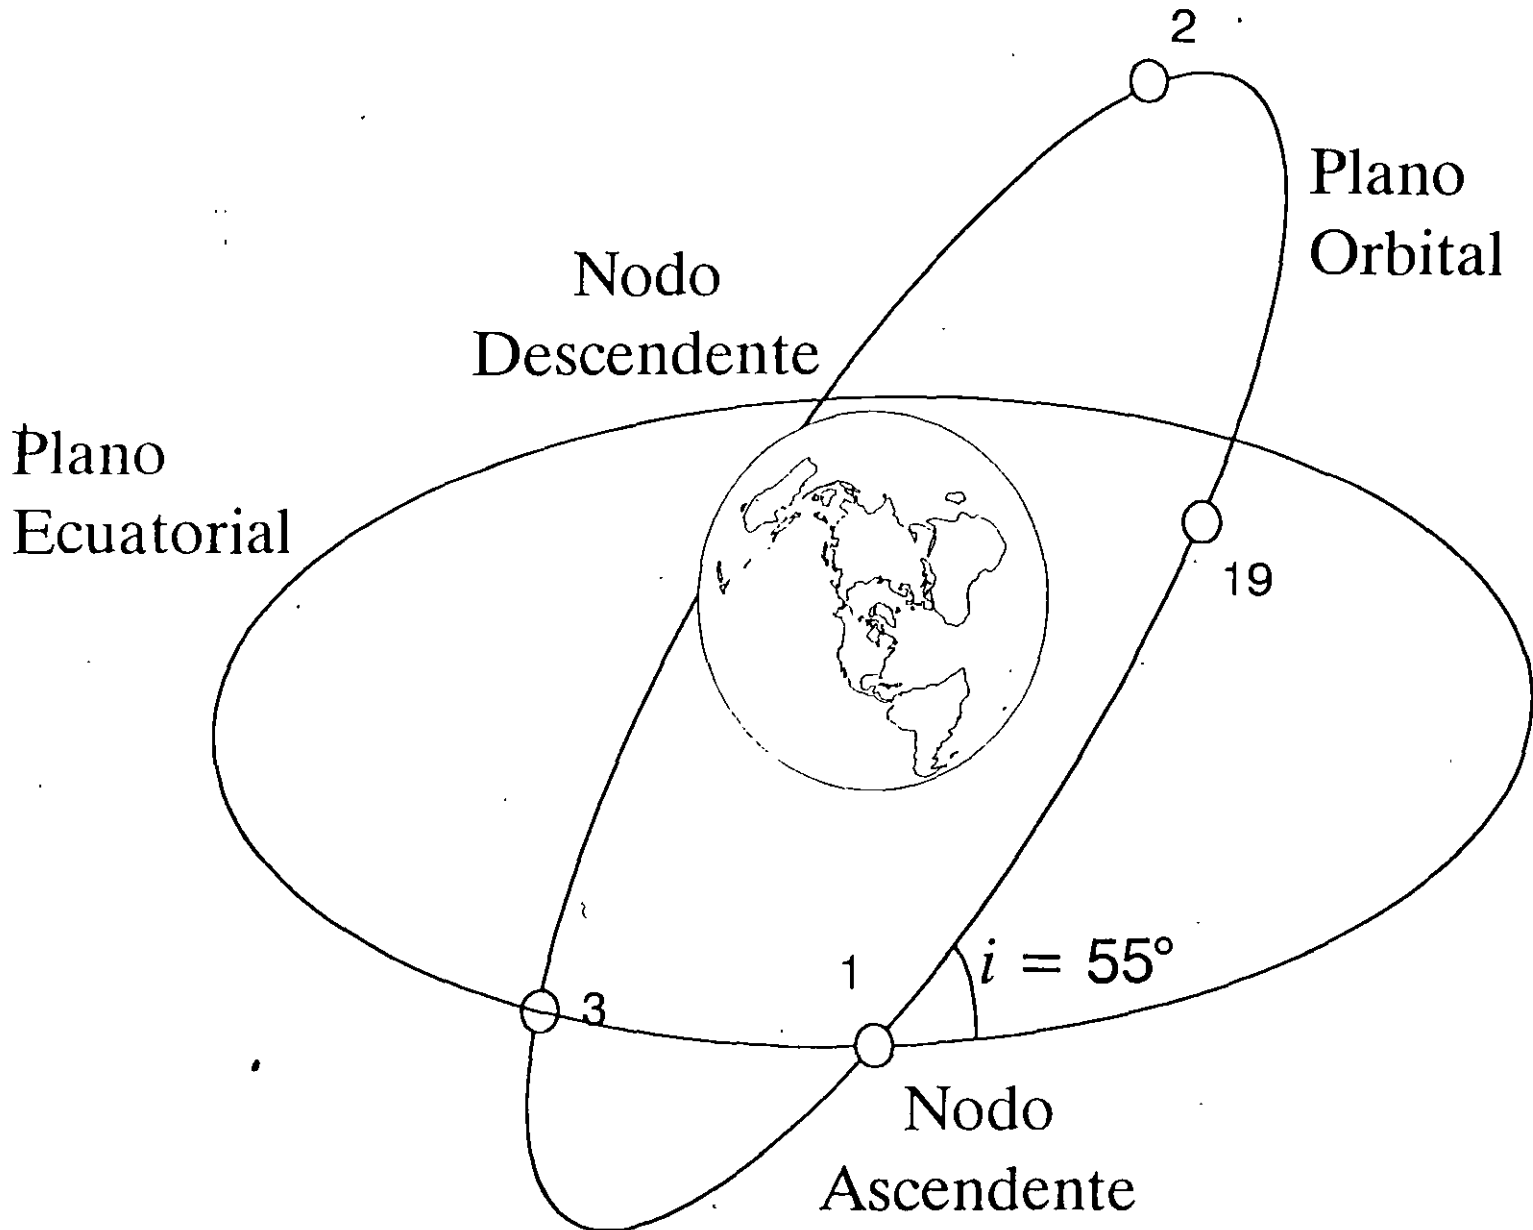 2
Plano
Orbital
Nodo
Descendente
Plano
Ecuatorial
19
1
i = 55°
3
Nodo
Ascendente